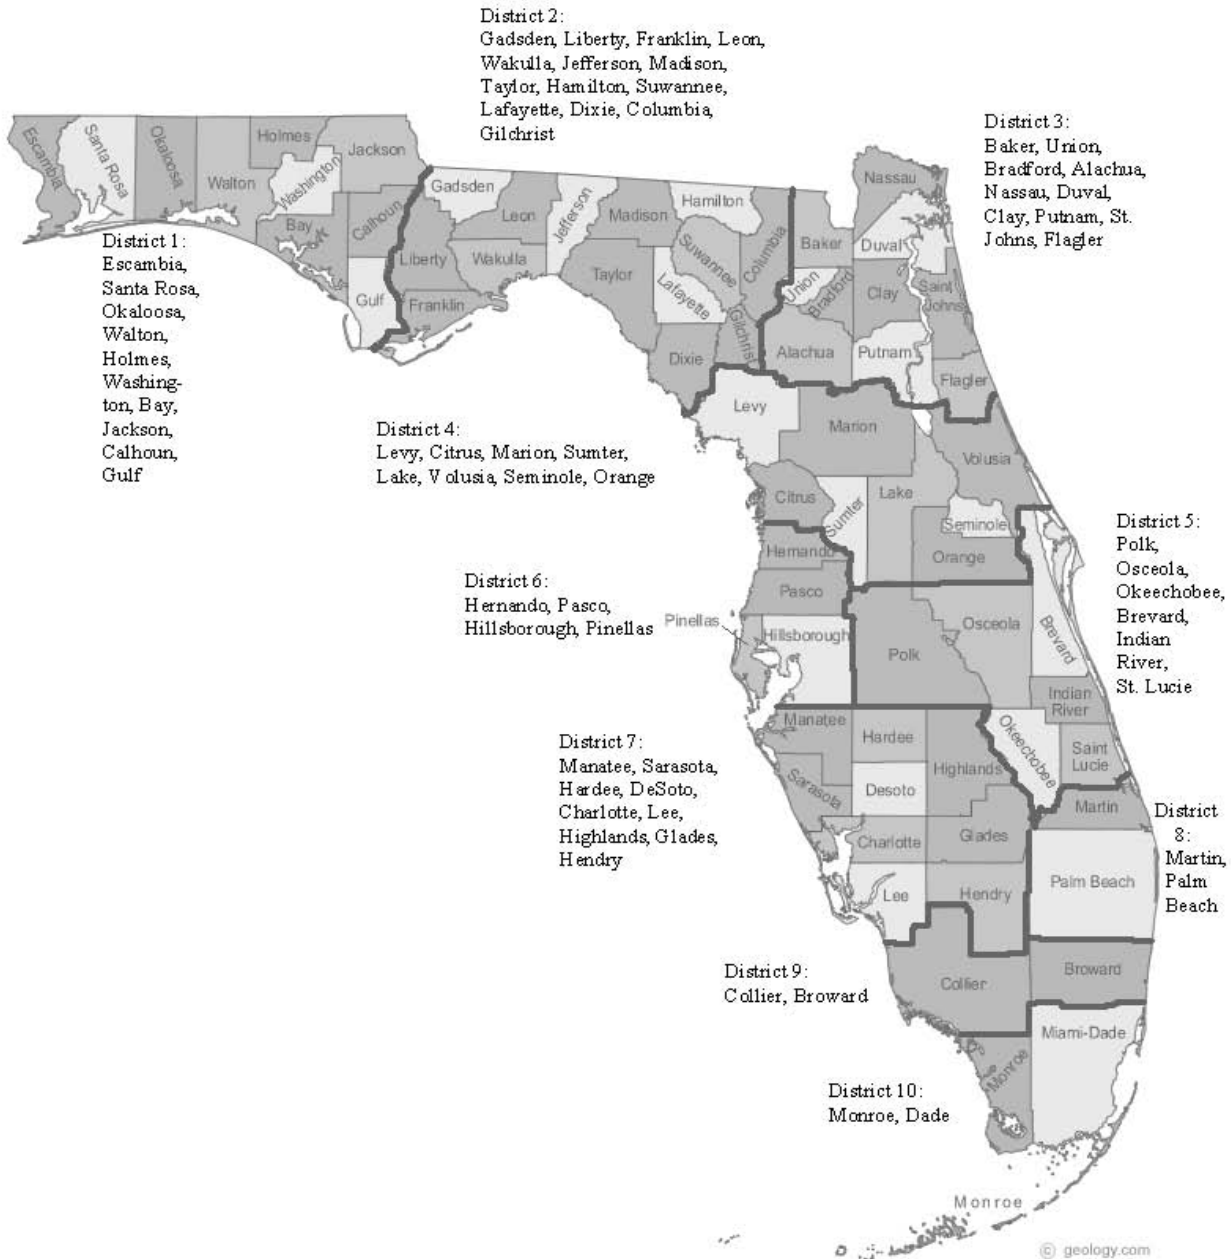 District 2:
Gadsden, Liberty, Franklin, Leon,
Wakulla, Jefferson, Madison,
Taylor, Hamilton, Suwannee,
Lafayette, Dixie, Columbia,
Gilchrist
District 3:
Baker, Union,
Bradford, Alachua,
Nassau, Duval,
Clay, Putnam, St.
Johns, Flagler
Escambia
Santa Rosa
Okaloosa
Walton
Holmes
Washington
Jackson
Bay
Calhoun
Gulf
Gadsden
Liberty
Franklin
Leon
Wakulla
Jefferson
Madison
Taylor
Hamilton
Suwannee
Lafayette
Dixie
Gilchrist
Columbia
Baker
Union
Bradford
Alachua
Nassau
Duval
Clay
Saint
Johns
Putnam
Flagler
District 1:
Escambia,
Santa Rosa,
Okaloosa,
Walton,
Holmes,
Washing-
ton, Bay,
Jackson,
Calhoun,
Gulf
District 4:
Levy, Citrus, Marion, Sumter,
Lake, Volusia, Seminole, Orange
Levy
Marion
Volusia
Citrus
Sumter
Lake
Seminole
Orange
District 5:
Polk,
Osceola,
Okeechobee,
Brevard,
Indian
River,
St. Lucie
District 6:
Hernando, Pasco,
Hillsborough, Pinellas
Hernando
Pasco
Pinellas
Hillsborough
Polk
Osceola
Brevard
Indian
River
Okeechobee
Saint
Lucie
District 7:
Manatee, Sarasota,
Hardee, DeSoto,
Charlotte, Lee,
Highlands, Glades,
Hendry
Manatee
Hardee
Highlands
Sarasota
Desoto
Charlotte
Glades
Lee
Hendry
Martin
Palm Beach
District
8:
Martin,
Palm
Beach
District 9:
Collier, Broward
Collier
Broward
Miami-Dade
Monroe
District 10:
Monroe, Dade
Monroe
© geology.com